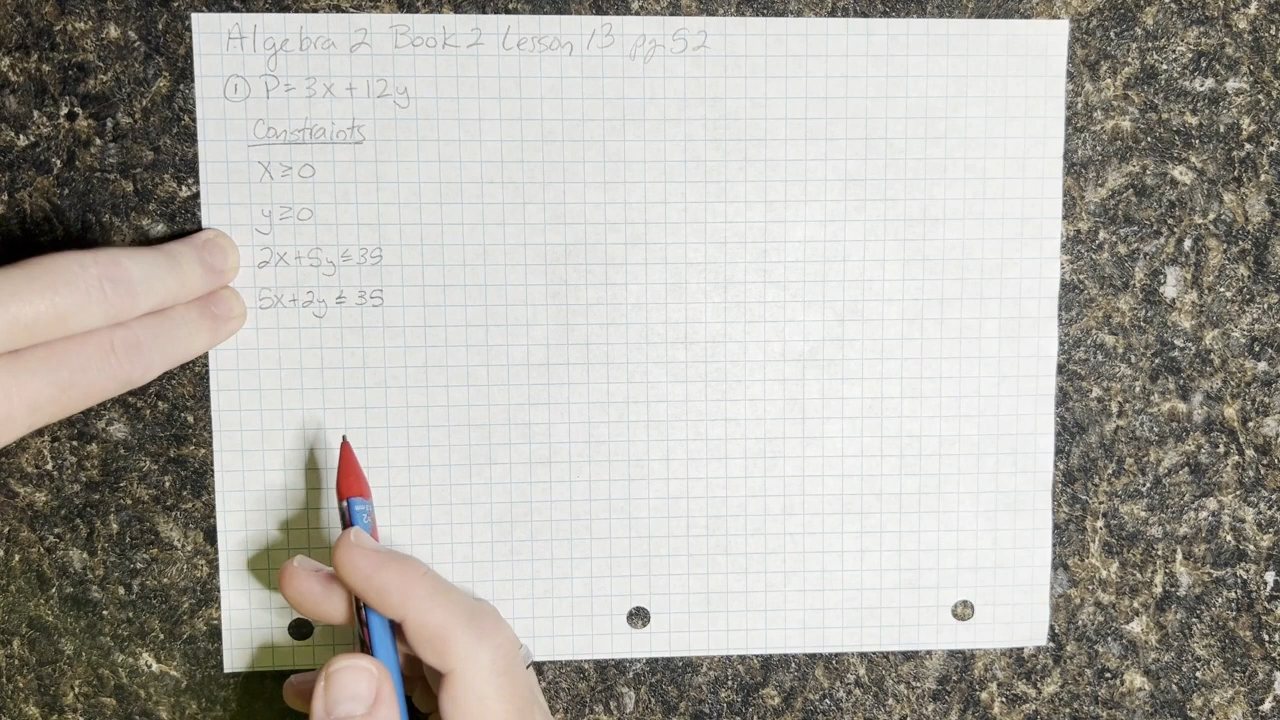 Algebra 2 Book 2 Lesson 13 pg 52
① P=3x+12y
Constraints
x≥0
y≥0
2x+5y≤35
5x+2y≤35